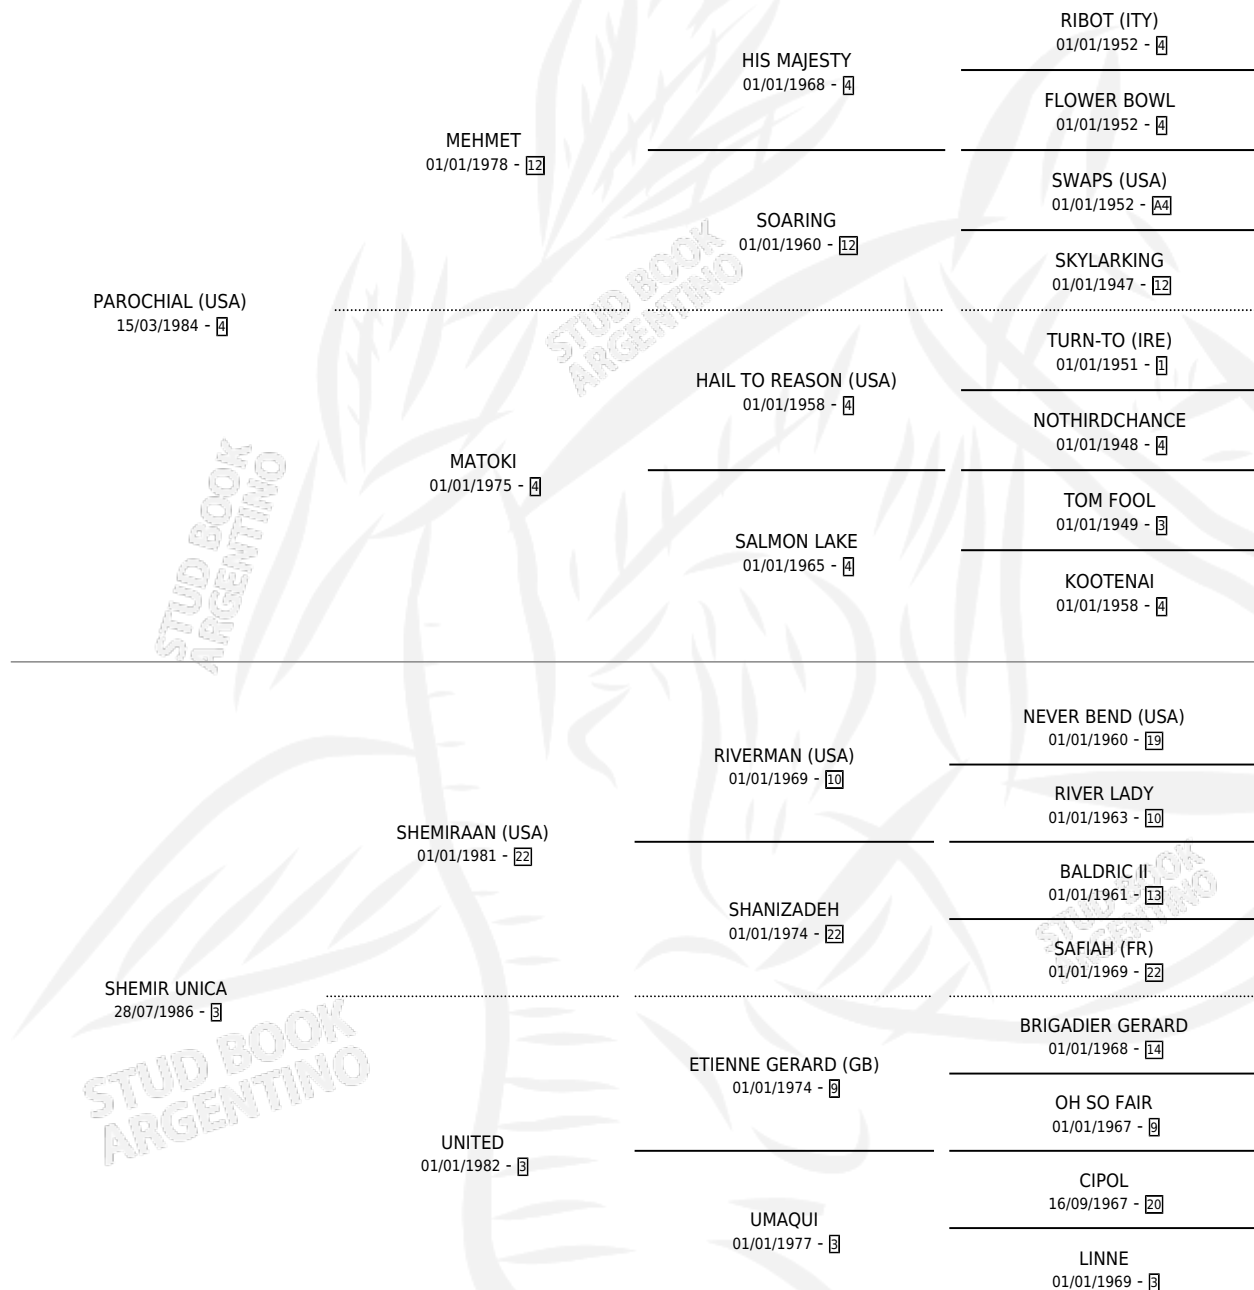 RIBOT (ITY)
01/01/1952 - 4
HIS MAJESTY
01/01/1968 - 4
FLOWER BOWL
01/01/1952 - 4
MEHMET
01/01/1978 - 12
SWAPS (USA)
01/01/1952 - A4
SOARING
01/01/1960 - 12
SKYLARKING
01/01/1947 - 12
PAROCHIAL (USA)
15/03/1984 - 4
TURN-TO (IRE)
01/01/1951 - 1
HAIL TO REASON (USA)
01/01/1958 - 4
NOTHIRDCHANCE
01/01/1948 - 4
MATOKI
01/01/1975 - 4
TOM FOOL
01/01/1949 - 3
SALMON LAKE
01/01/1965 - 4
KOOTENAI
01/01/1958 - 4
STUD BOOK
ARGENTINO
STUD BOOK
ARGENTINO
NEVER BEND (USA)
01/01/1960 - 19
RIVERMAN (USA)
01/01/1969 - 10
RIVER LADY
01/01/1963 - 10
SHEMIRAAN (USA)
01/01/1981 - 22
BALDRIC II
01/01/1961 - 13
SHANIZADEH
01/01/1974 - 22
SAFIAH (FR)
01/01/1969 - 22
SHEMIR UNICA
28/07/1986 - 3
BRIGADIER GERARD
01/01/1968 - 14
ETIENNE GERARD (GB)
01/01/1974 - 9
OH SO FAIR
01/01/1967 - 9
UNITED
01/01/1982 - 3
CIPOL
16/09/1967 - 20
UMAQUI
01/01/1977 - 3
LINNE
01/01/1969 - 3
STUD BOOK
ARGENTINO
STUD BOOK
ARGENTINO